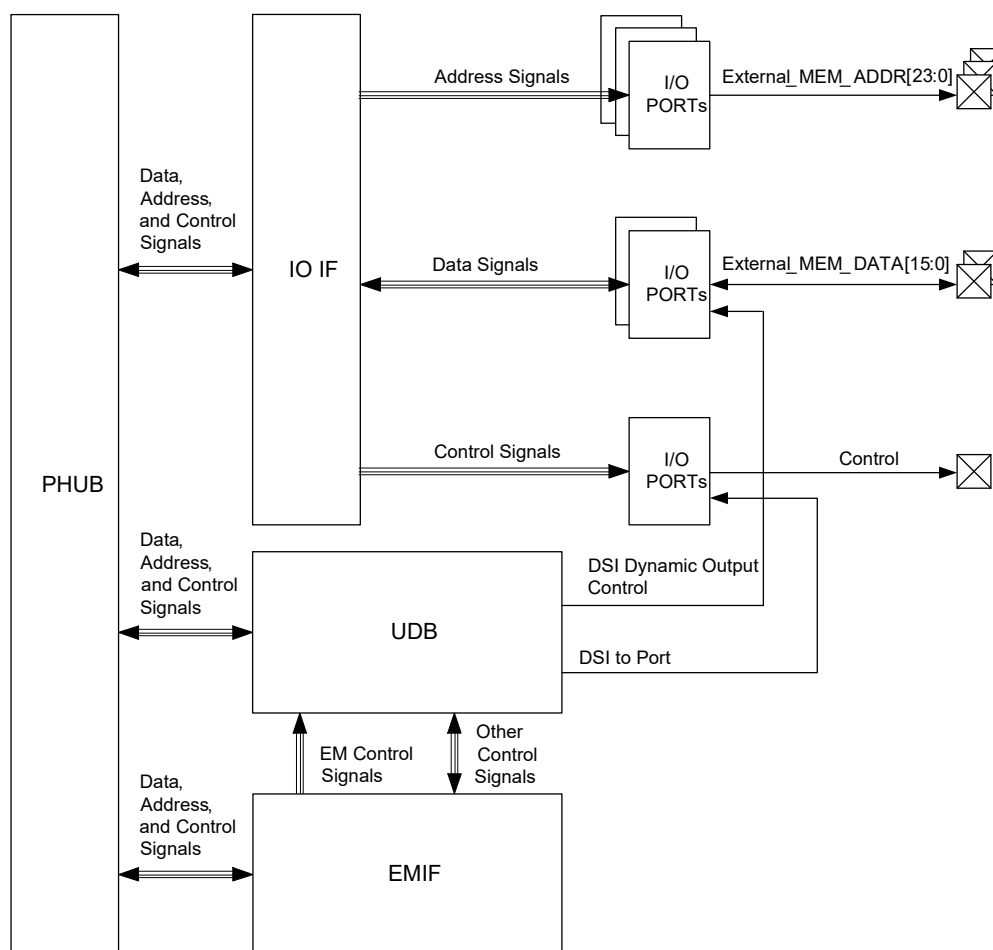 Address Signals
I/O
PORTs
External_MEM_ADDR[23:0]
Data,
Address,
and Control
Signals
IO IF
Data Signals
I/O
PORTs
External_MEM_DATA[15:0]
Control Signals
I/O
PORTs
Control
PHUB
Data,
Address,
and Control
Signals
UDB
DSI Dynamic Output
Control
DSI to Port
EM Control
Signals
Other
Control
Signals
Data,
Address,
and Control
Signals
EMIF